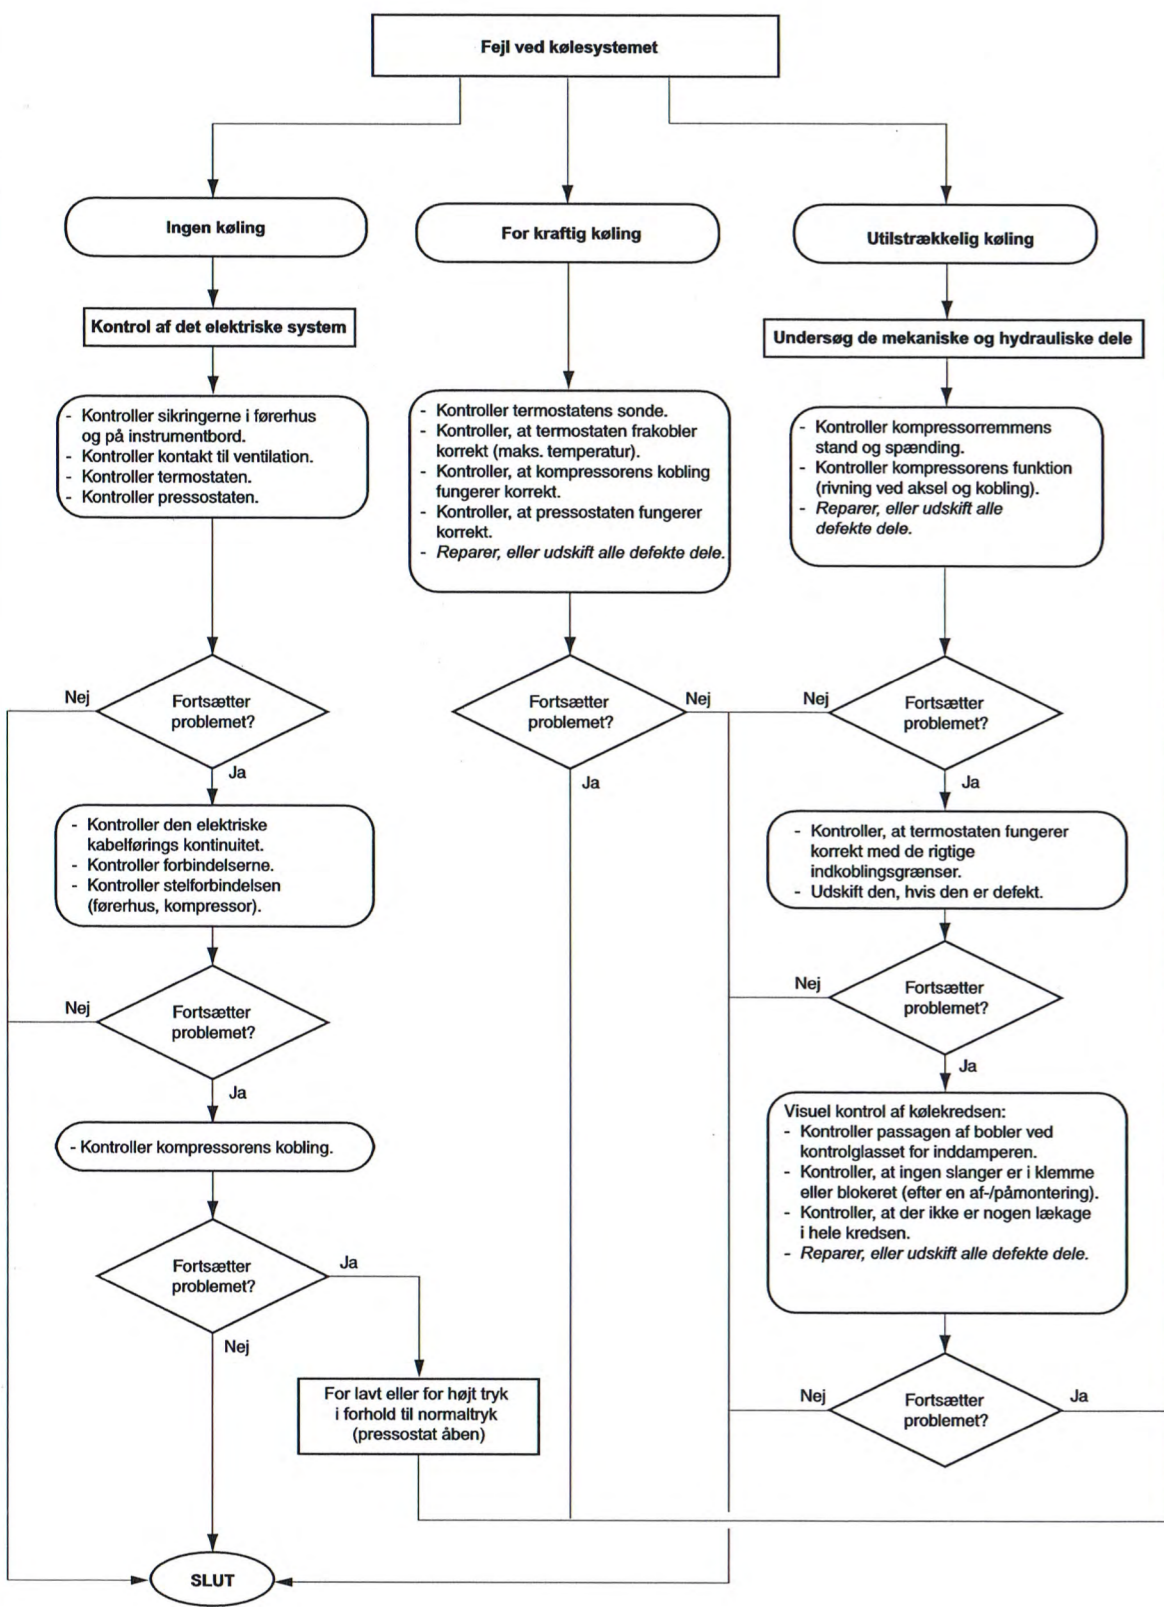 Fejl ved kølesystemet
Ingen køling
Kontrol af det elektriske system
- Kontroller sikringerne i førerhus
og på instrumentbord.
- Kontroller kontakt til ventilation.
- Kontroller termostaten.
- Kontroller pressostaten.
Fortsætter
problemet?
Nej
Ja
- Kontroller den elektriske
kabelførings kontinuitet.
- Kontroller forbindelserne.
- Kontroller stelforbindelsen
(førerhus, kompressor).
Fortsætter
problemet?
Nej
Ja
- Kontroller kompressorens kobling.
Fortsætter
problemet?
Ja
Nej
For lavt eller for højt tryk
i forhold til normaltryk
(pressostat åben)
SLUT
For kraftig køling
- Kontroller termostatens sonde.
- Kontroller, at termostaten frakobler
korrekt (maks. temperatur).
- Kontroller, at kompressorens kobling
fungerer korrekt.
- Kontroller, at pressostaten fungerer
korrekt.
- Reparer, eller udskift alle defekte dele.
Fortsætter
problemet?
Nej
Ja
Utilstrækkelig køling
Undersøg de mekaniske og hydrauliske dele
- Kontroller kompressorremmens
stand og spænding.
- Kontroller kompressorens funktion
(rivning ved aksel og kobling).
- Reparer, eller udskift alle
defekte dele.
Fortsætter
problemet?
Nej
Ja
- Kontroller, at termostaten fungerer
korrekt med de rigtige
indkoblingsgrænser.
- Udskift den, hvis den er defekt.
Fortsætter
problemet?
Nej
Ja
Visuel kontrol af kølekredsen:
- Kontroller passagen af bobler ved
kontrolglasset for inddamperen.
- Kontroller, at ingen slanger er i klemme
eller blokeret (efter en af-/påmontering).
- Kontroller, at der ikke er nogen lækage
i hele kredsen.
- Reparer, eller udskift alle defekte dele.
Fortsætter
problemet?
Nej
Ja